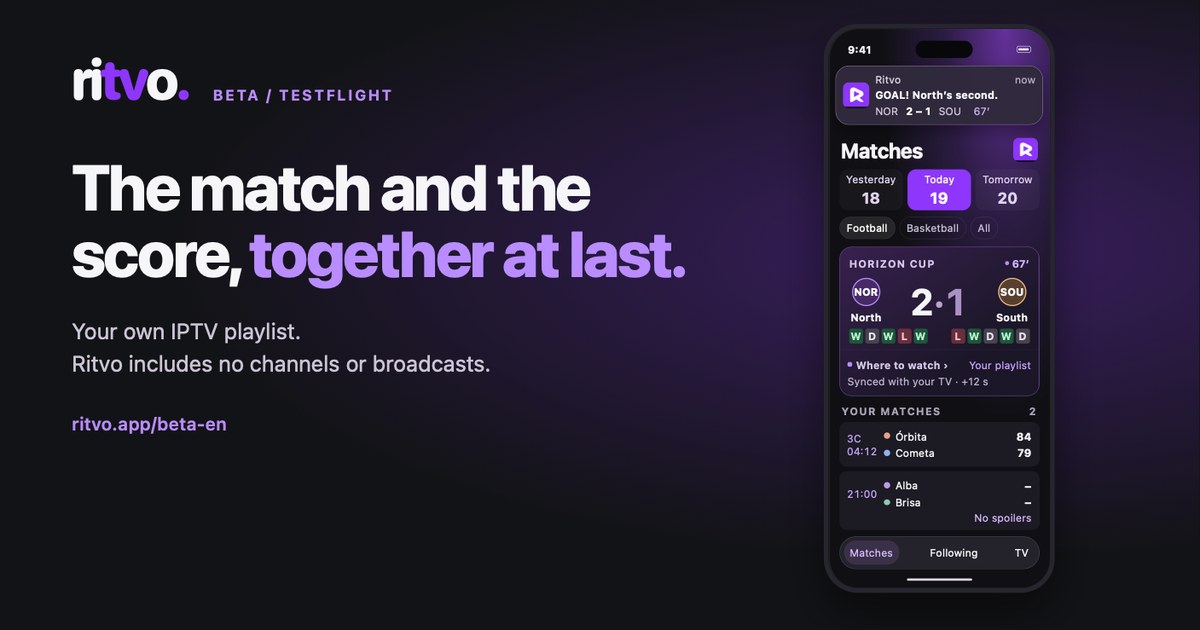 ritvo.
BETA / TESTFLIGHT
The match and the
score, together at last.
Your own IPTV playlist.
Ritvo includes no channels or broadcasts.
ritvo.app/beta-en
9:41
Ritvo now
GOAL! North's second.
NOR 2 – 1 SOU 67'
Matches
Yesterday Today Tomorrow
18 19 20
Football Basketball All
HORIZON CUP • 67'
NOR 2·1 SOU
North South
W D W L W L W D W D
Where to watch › Your playlist
Synced with your TV · +12 s
YOUR MATCHES 2
3C Órbita 84
04:12 Cometa 79
21:00 Alba –
Brisa –
No spoilers
Matches Following TV